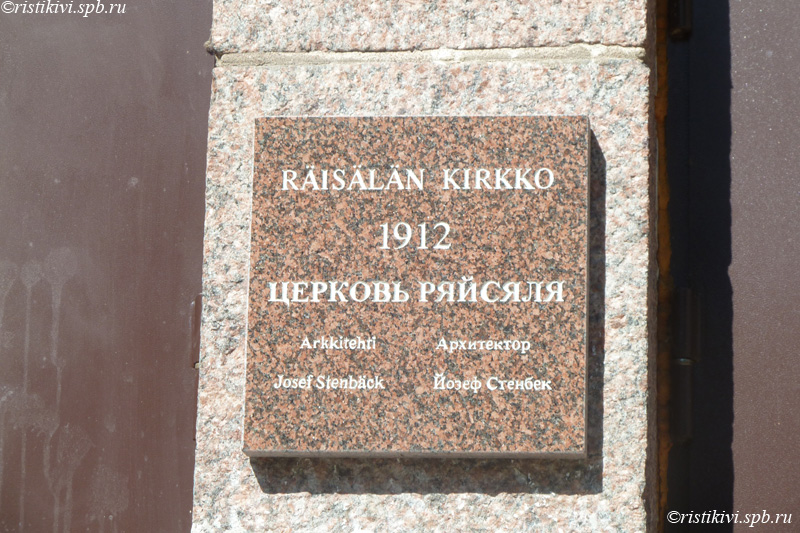 ©ristikivi.spb.ru
RÄISÄLÄN KIRKKO
1912
ЦЕРКОВЬ РЯЙСЯЛЯ
Arkkitehti Архитектор
Josef Stenbäck Йозеф Стенбек
©ristikivi.spb.ru